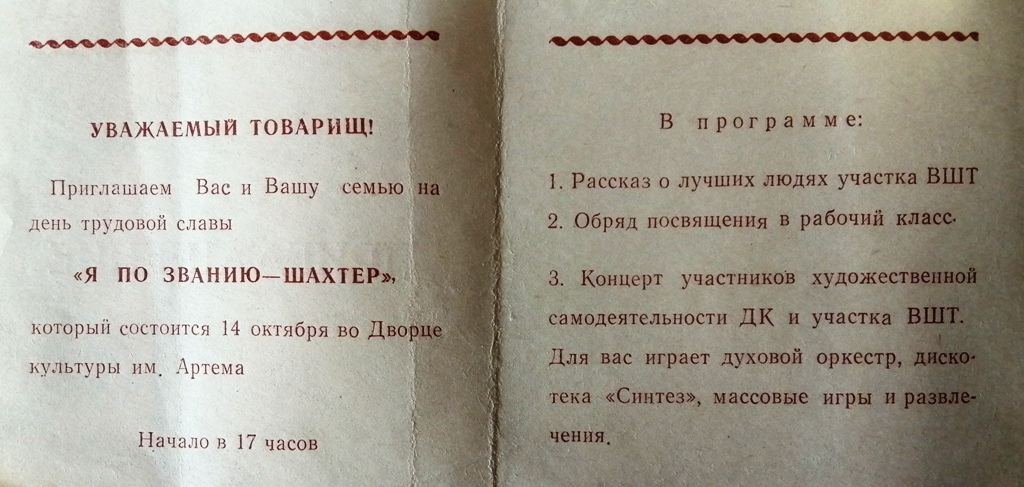 УВАЖАЕМЫЙ ТОВАРИЩ!
Приглашаем Вас и Вашу семью на
день трудовой славы
«Я ПО ЗВАНИЮ—ШАХТЕР»,
который состоится 14 октября во Дворце
культуры им. Артема
Начало в 17 часов
В программе:
1. Рассказ о лучших людях участка ВШТ
2. Обряд посвящения в рабочий класс.
3. Концерт участников художественной
самодеятельности ДК и участка ВШТ.
Для вас играет духовой оркестр, диско-
тека «Синтез», массовые игры и развле-
чения.